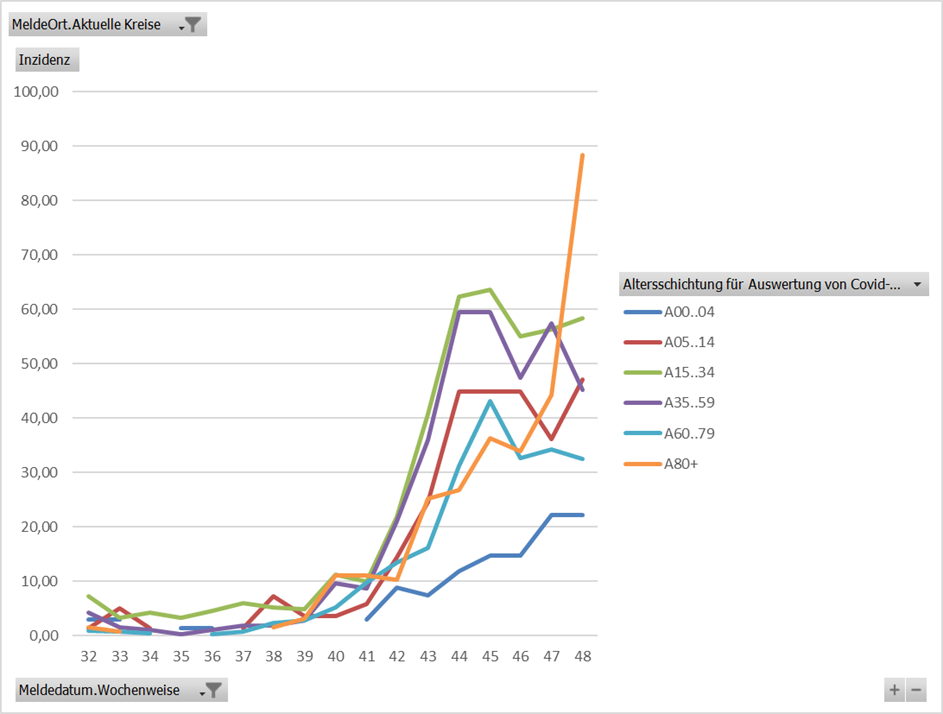 MeldeOrt.Aktuelle Kreise
Inzidenz
100,00
90,00
80,00
70,00
60,00
50,00
40,00
30,00
20,00
10,00
0,00
32 33 34 35 36 37 38 39 40 41 42 43 44 45 46 47 48
Altersschichtung für Auswertung von Covid-...
A00..04
A05..14
A15..34
A35..59
A60..79
A80+
Meldedatum.Wochenweise
+ −